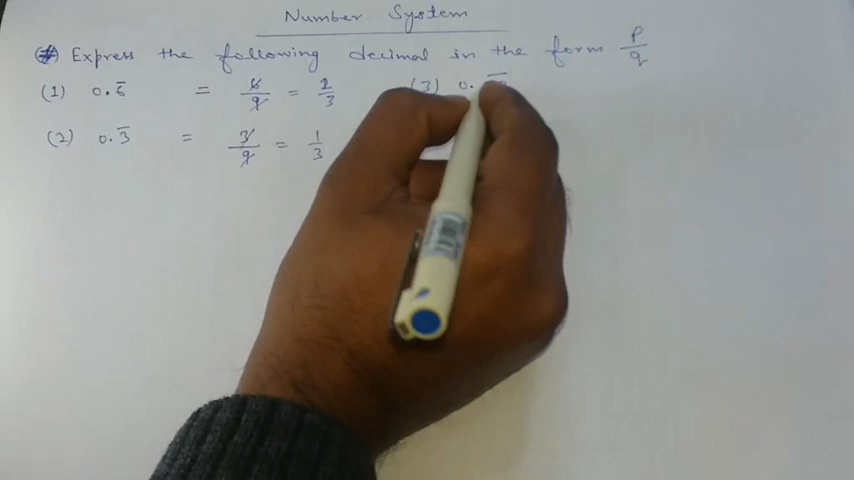 Number System
(#) Express the following decimal in the form p/q
(1) 0.6̅ = 6/9 = 2/3 (3) 0.
(2) 0.3̅ = 3/9 = 1/3